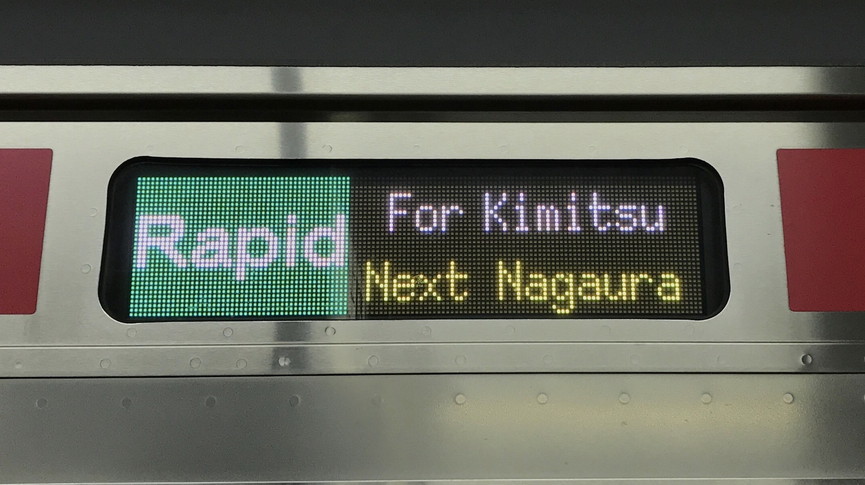 Rapid
For Kimitsu
Next Nagaura